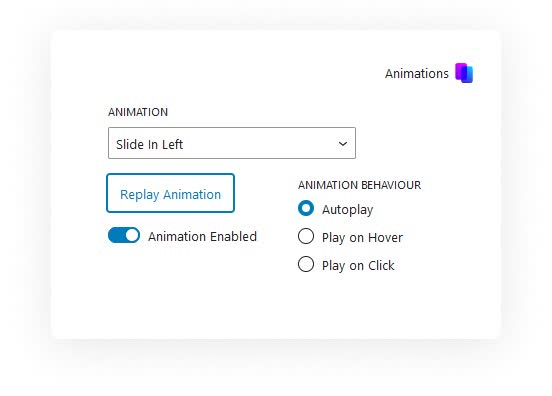 Animations
ANIMATION
Slide In Left
Replay Animation
Animation Enabled
ANIMATION BEHAVIOUR
Autoplay
Play on Hover
Play on Click